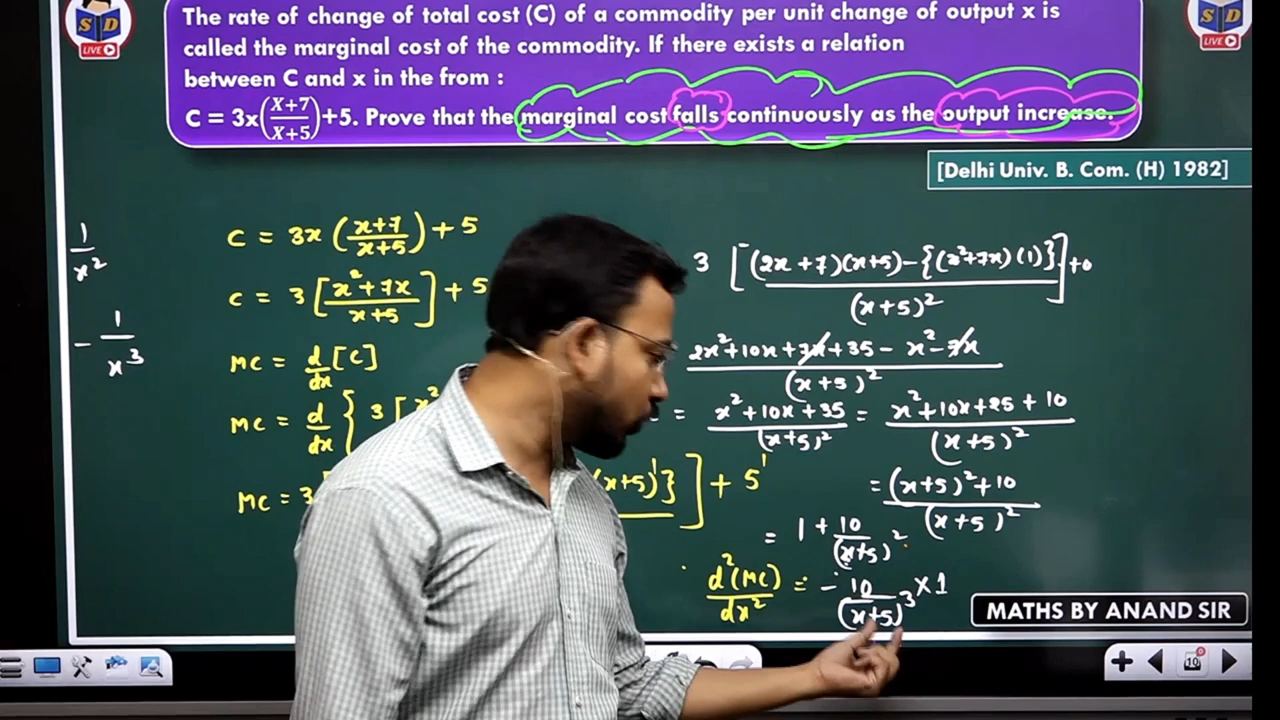 The rate of change of total cost (C) of a commodity per unit change of output x is
called the marginal cost of the commodity. If there exists a relation
between C and x in the from :
C = 3x(X+7/X+5)+5. Prove that the marginal cost falls continuously as the output increase.
[Delhi Univ. B. Com. (H) 1982]
SD
LIVE
SD
LIVE
1/x²
- 1/x³
C = 3x (x+7/x+5) + 5
C = 3 [x²+7x/x+5] + 5
MC = d/dx [C]
MC = d/dx { 3 [
MC = 3
(x+5)¹} ] + 5¹
3 [(2x+7)(x+5)-{(x²+7x)(1)}/(x+5)²] +0
2x²+10x+7x+35-x²-7x/(x+5)²
= x²+10x+35/(x+5)² = x²+10x+25+10/(x+5)²
= (x+5)²+10/(x+5)²
= 1 + 10/(x+5)²
d²(MC)/dx² = - 10/(x+5)³ ×1
MATHS BY ANAND SIR
10